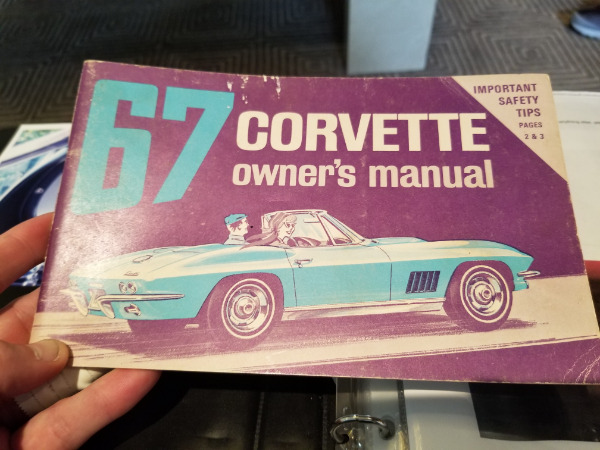 67
CORVETTE
owner's manual
IMPORTANT
SAFETY
TIPS
PAGES
2 & 3